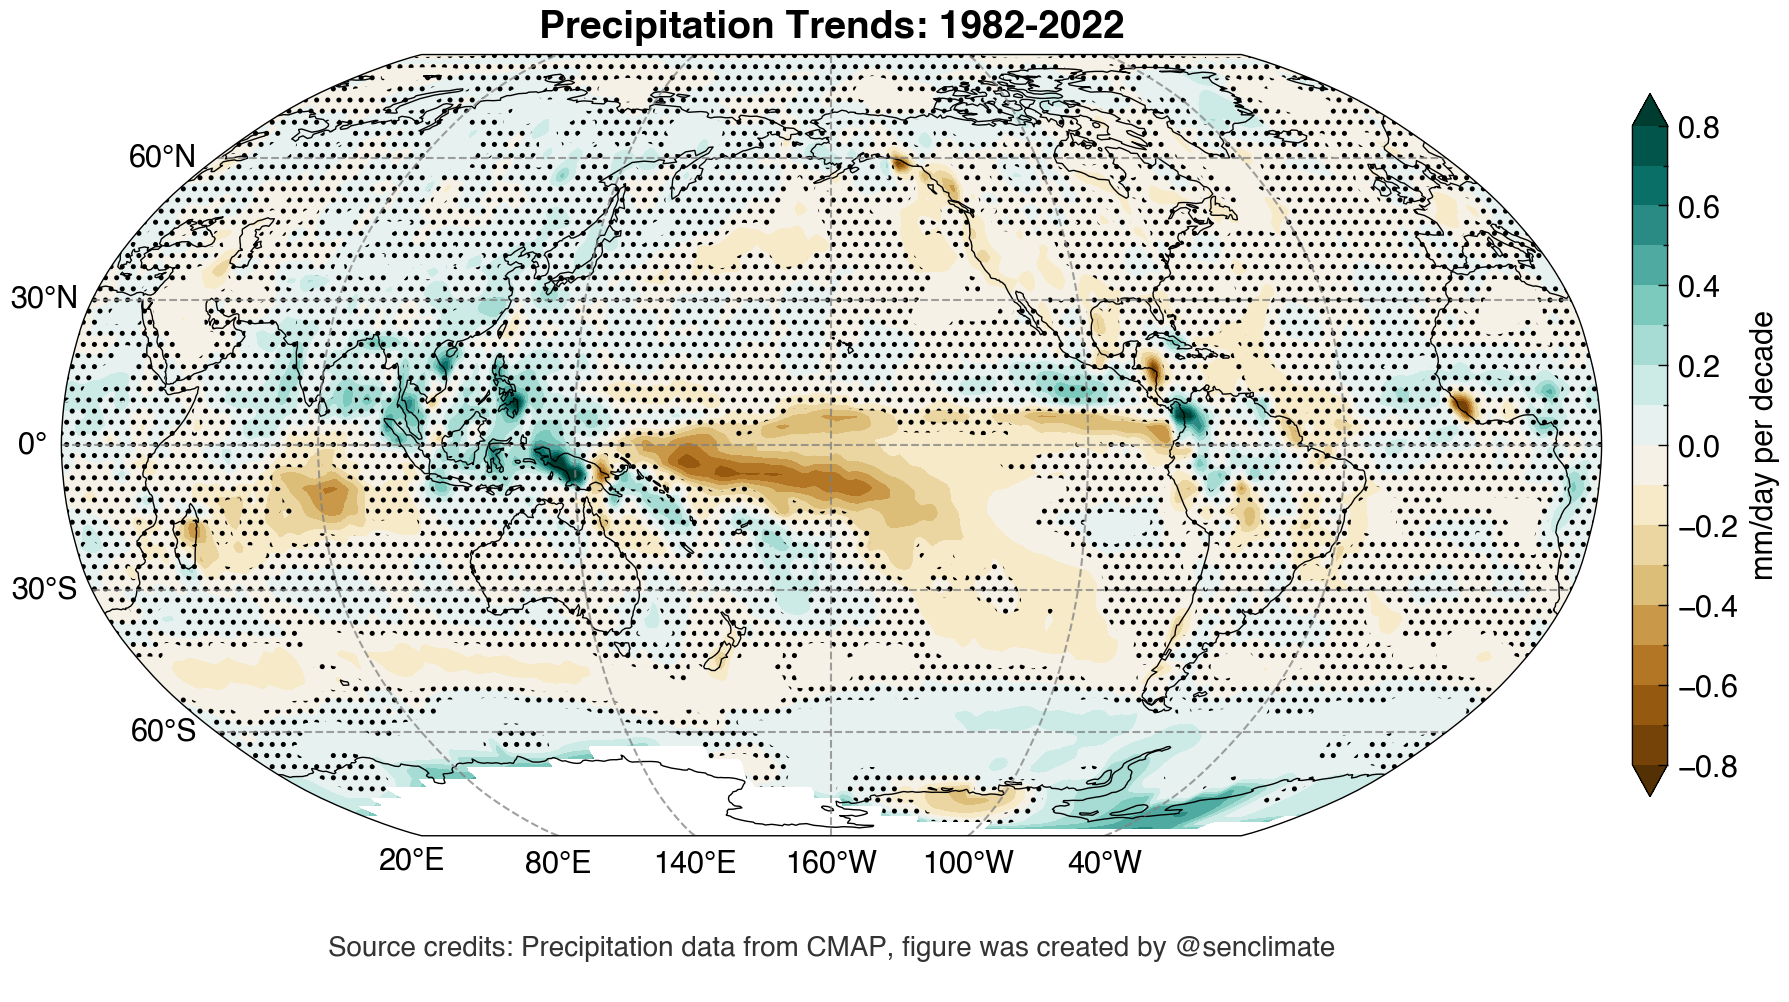 Precipitation Trends: 1982-2022
60°N
30°N
0°
30°S
60°S
20°E 80°E 140°E 160°W 100°W 40°W
0.8
0.6
0.4
0.2
0.0
−0.2
−0.4
−0.6
−0.8
mm/day per decade
Source credits: Precipitation data from CMAP, figure was created by @senclimate